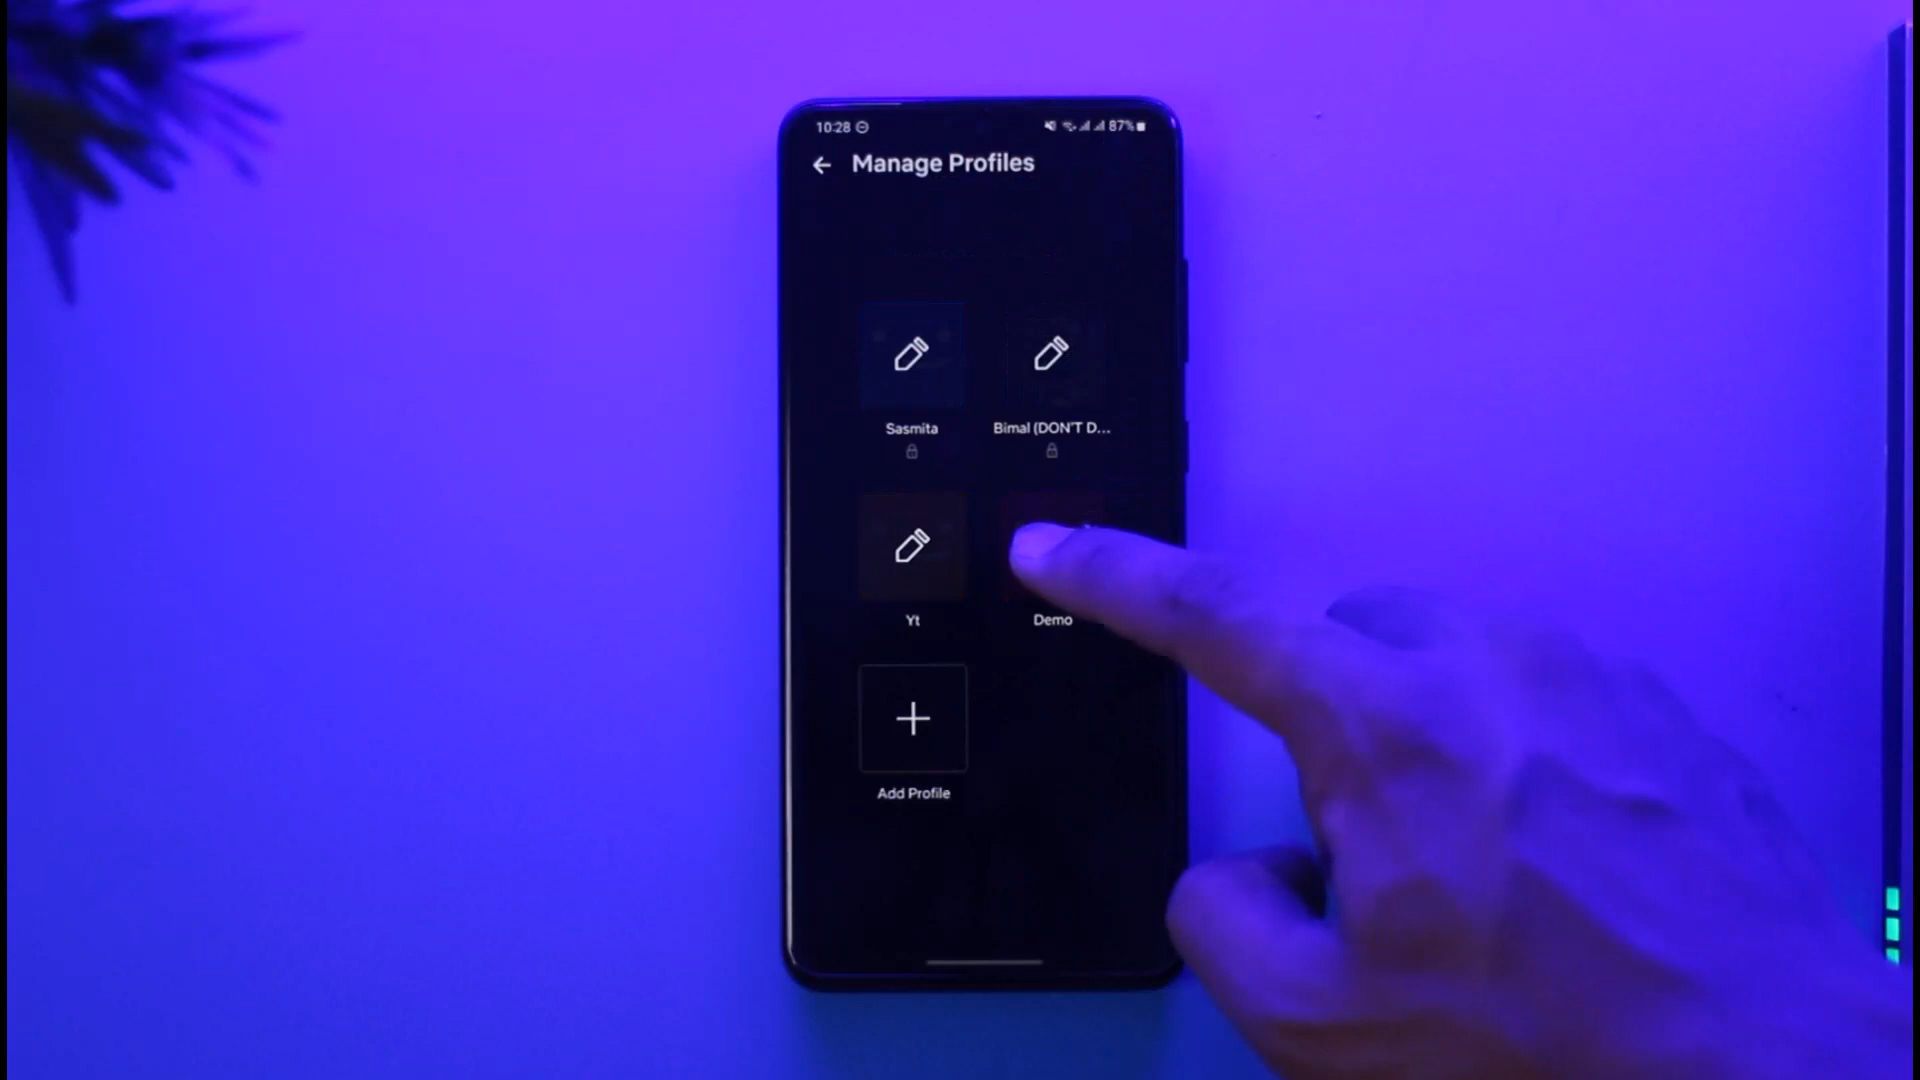 10:28
87%
Manage Profiles
Sasmita
Bimal (DON'T D...
Yt
Demo
Add Profile